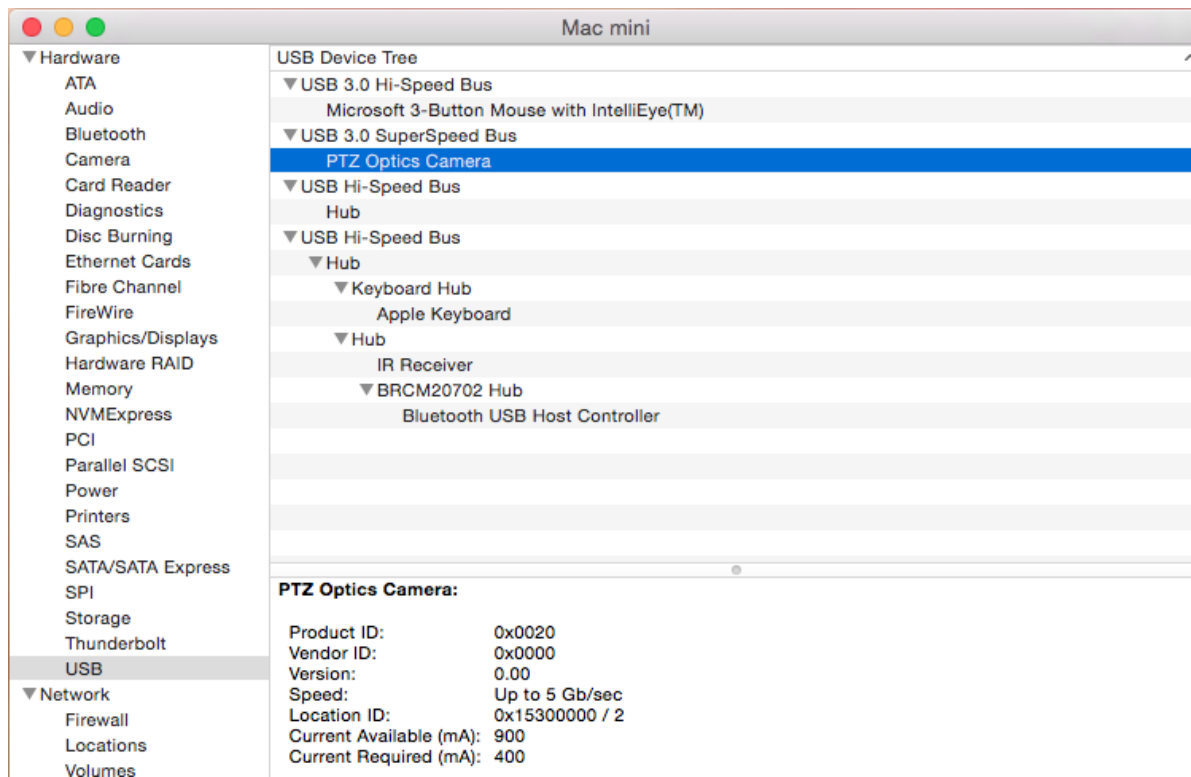 Mac mini
Hardware
ATA
Audio
Bluetooth
Camera
Card Reader
Diagnostics
Disc Burning
Ethernet Cards
Fibre Channel
FireWire
Graphics/Displays
Hardware RAID
Memory
NVMExpress
PCI
Parallel SCSI
Power
Printers
SAS
SATA/SATA Express
SPI
Storage
Thunderbolt
USB
Network
Firewall
Locations
Volumes
USB Device Tree
USB 3.0 Hi-Speed Bus
Microsoft 3-Button Mouse with IntelliEye(TM)
USB 3.0 SuperSpeed Bus
PTZ Optics Camera
USB Hi-Speed Bus
Hub
USB Hi-Speed Bus
Hub
Keyboard Hub
Apple Keyboard
Hub
IR Receiver
BRCM20702 Hub
Bluetooth USB Host Controller
PTZ Optics Camera:
Product ID: 0x0020
Vendor ID: 0x0000
Version: 0.00
Speed: Up to 5 Gb/sec
Location ID: 0x15300000 / 2
Current Available (mA): 900
Current Required (mA): 400